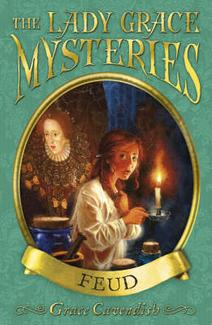 THE LADY GRACE
MYSTERIES
FEUD
Grace Cavendish